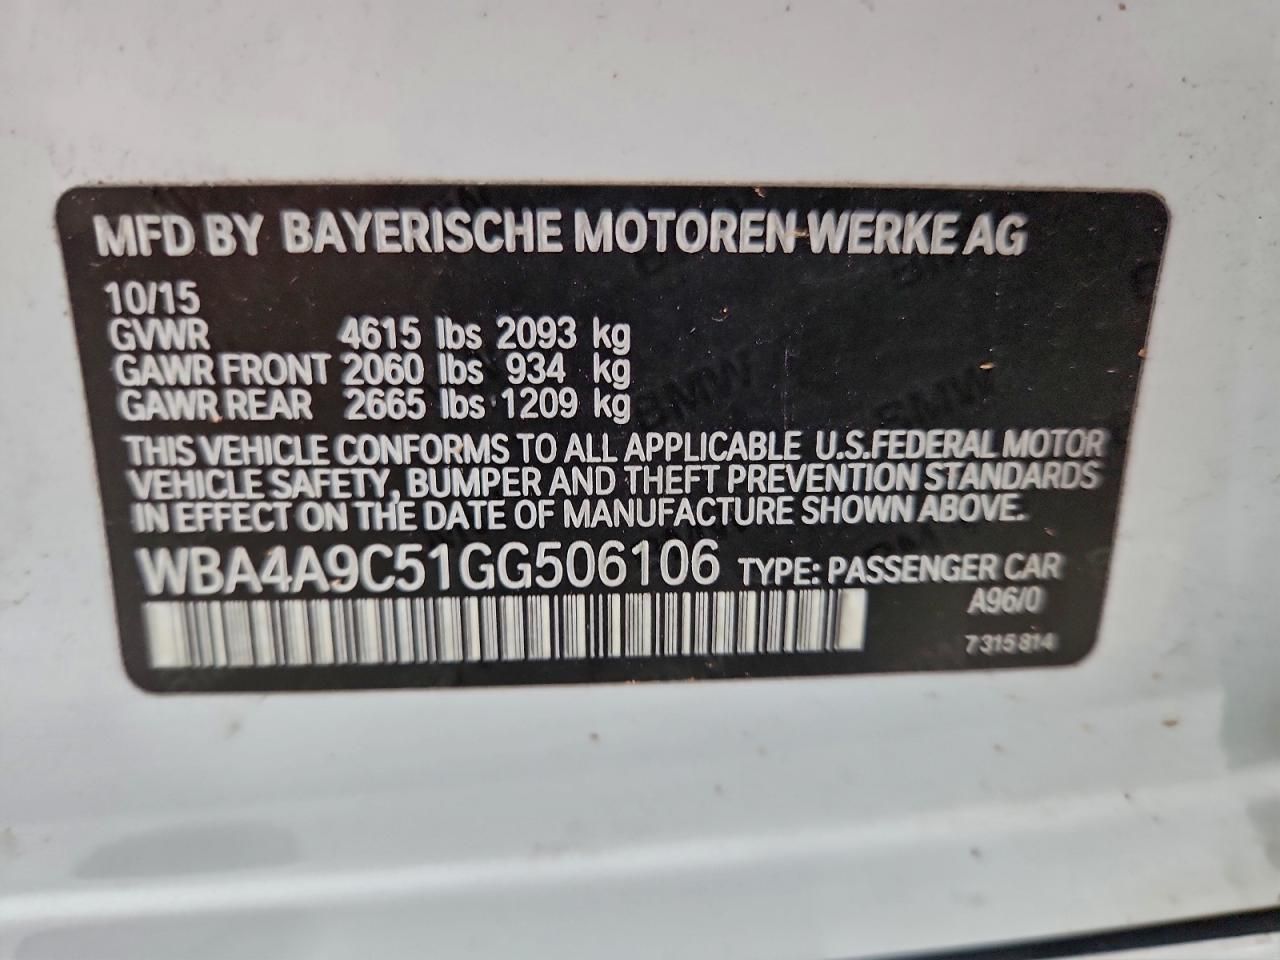 MFD BY BAYERISCHE MOTOREN WERKE AG
10/15
GVWR 4615 lbs 2093 kg
GAWR FRONT 2060 lbs 934 kg
GAWR REAR 2665 lbs 1209 kg
THIS VEHICLE CONFORMS TO ALL APPLICABLE U.S.FEDERAL MOTOR
VEHICLE SAFETY, BUMPER AND THEFT PREVENTION STANDARDS
IN EFFECT ON THE DATE OF MANUFACTURE SHOWN ABOVE.
WBA4A9C51GG506106 TYPE: PASSENGER CAR
A96/0
7 315 814